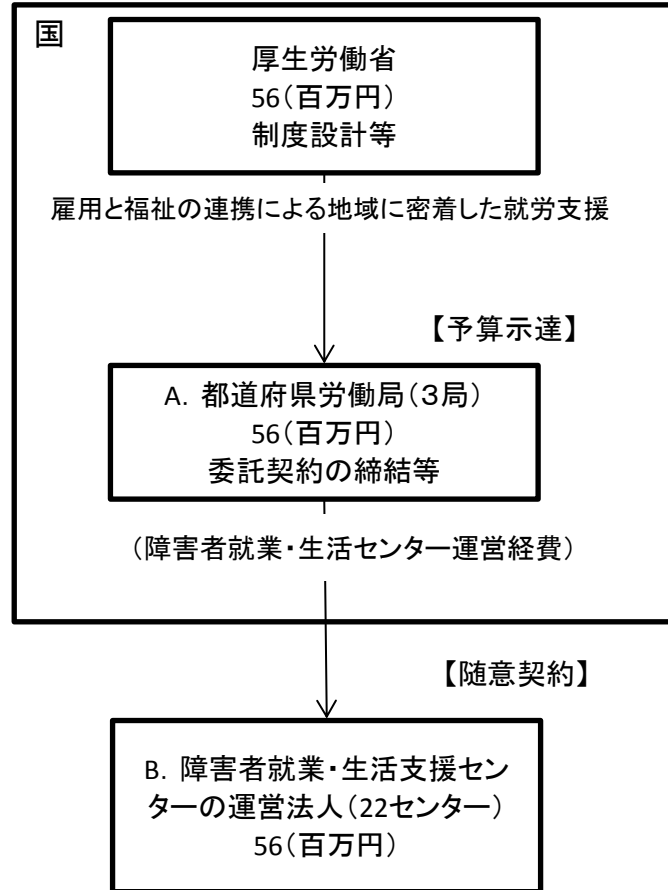 国
厚生労働省
56(百万円)
制度設計等
雇用と福祉の連携による地域に密着した就労支援
【予算示達】
A. 都道府県労働局(3局)
56(百万円)
委託契約の締結等
(障害者就業・生活センター運営経費)
【随意契約】
B. 障害者就業・生活支援セン
ターの運営法人(22センター)
56(百万円)